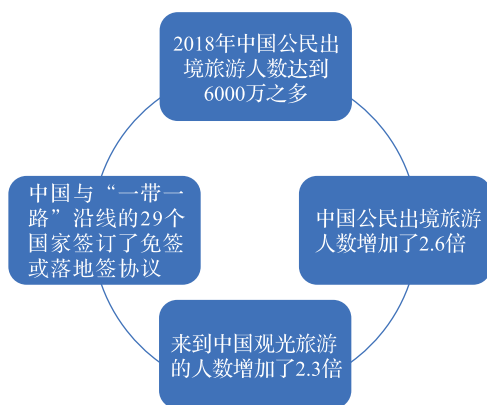 2018年中国公民出
境旅游人数达到
6000万之多
中国公民出境旅游
人数增加了2.6倍
来到中国观光旅游
的人数增加了2.3倍
中国与“一带一
路”沿线的29个
国家签订了免签
或落地签协议